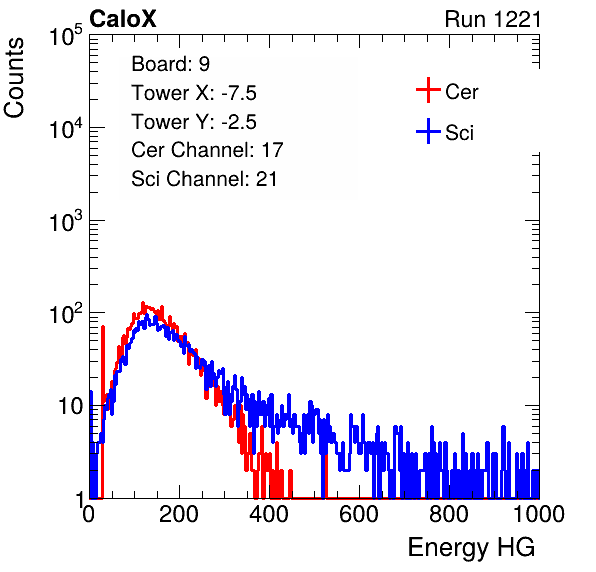 CaloX Run 1221
Counts
10^5
10^4
10^3
10^2
10
1
Board: 9
Tower X: -7.5
Tower Y: -2.5
Cer Channel: 17
Sci Channel: 21
Cer
Sci
0 200 400 600 800 1000
Energy HG